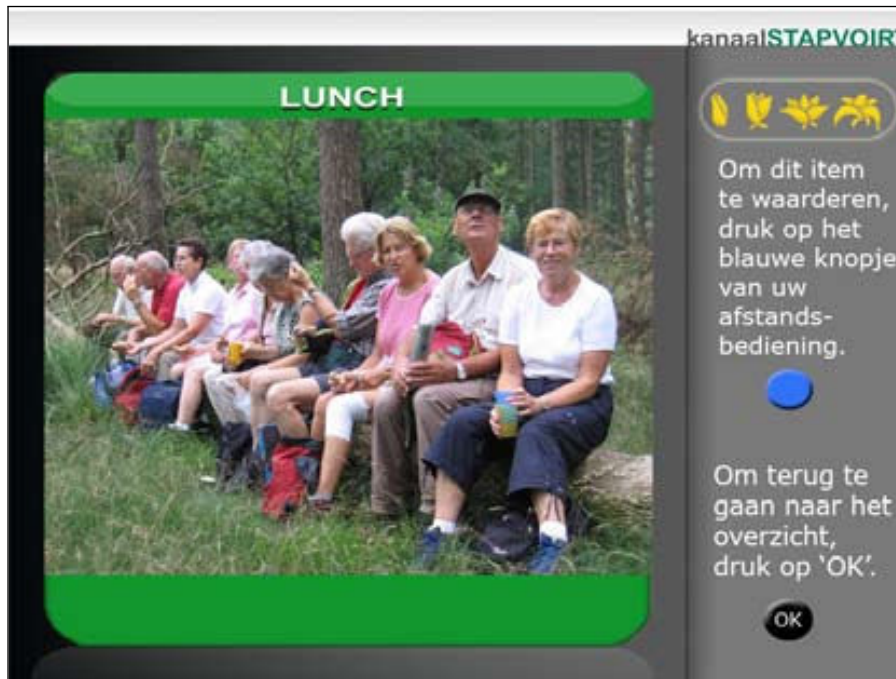 kanaalSTAPVOIR
LUNCH
Om dit item
te waarderen,
druk op het
blauwe knopje
van uw
afstands-
bediening.
Om terug te
gaan naar het
overzicht,
druk op ‘OK’.
OK